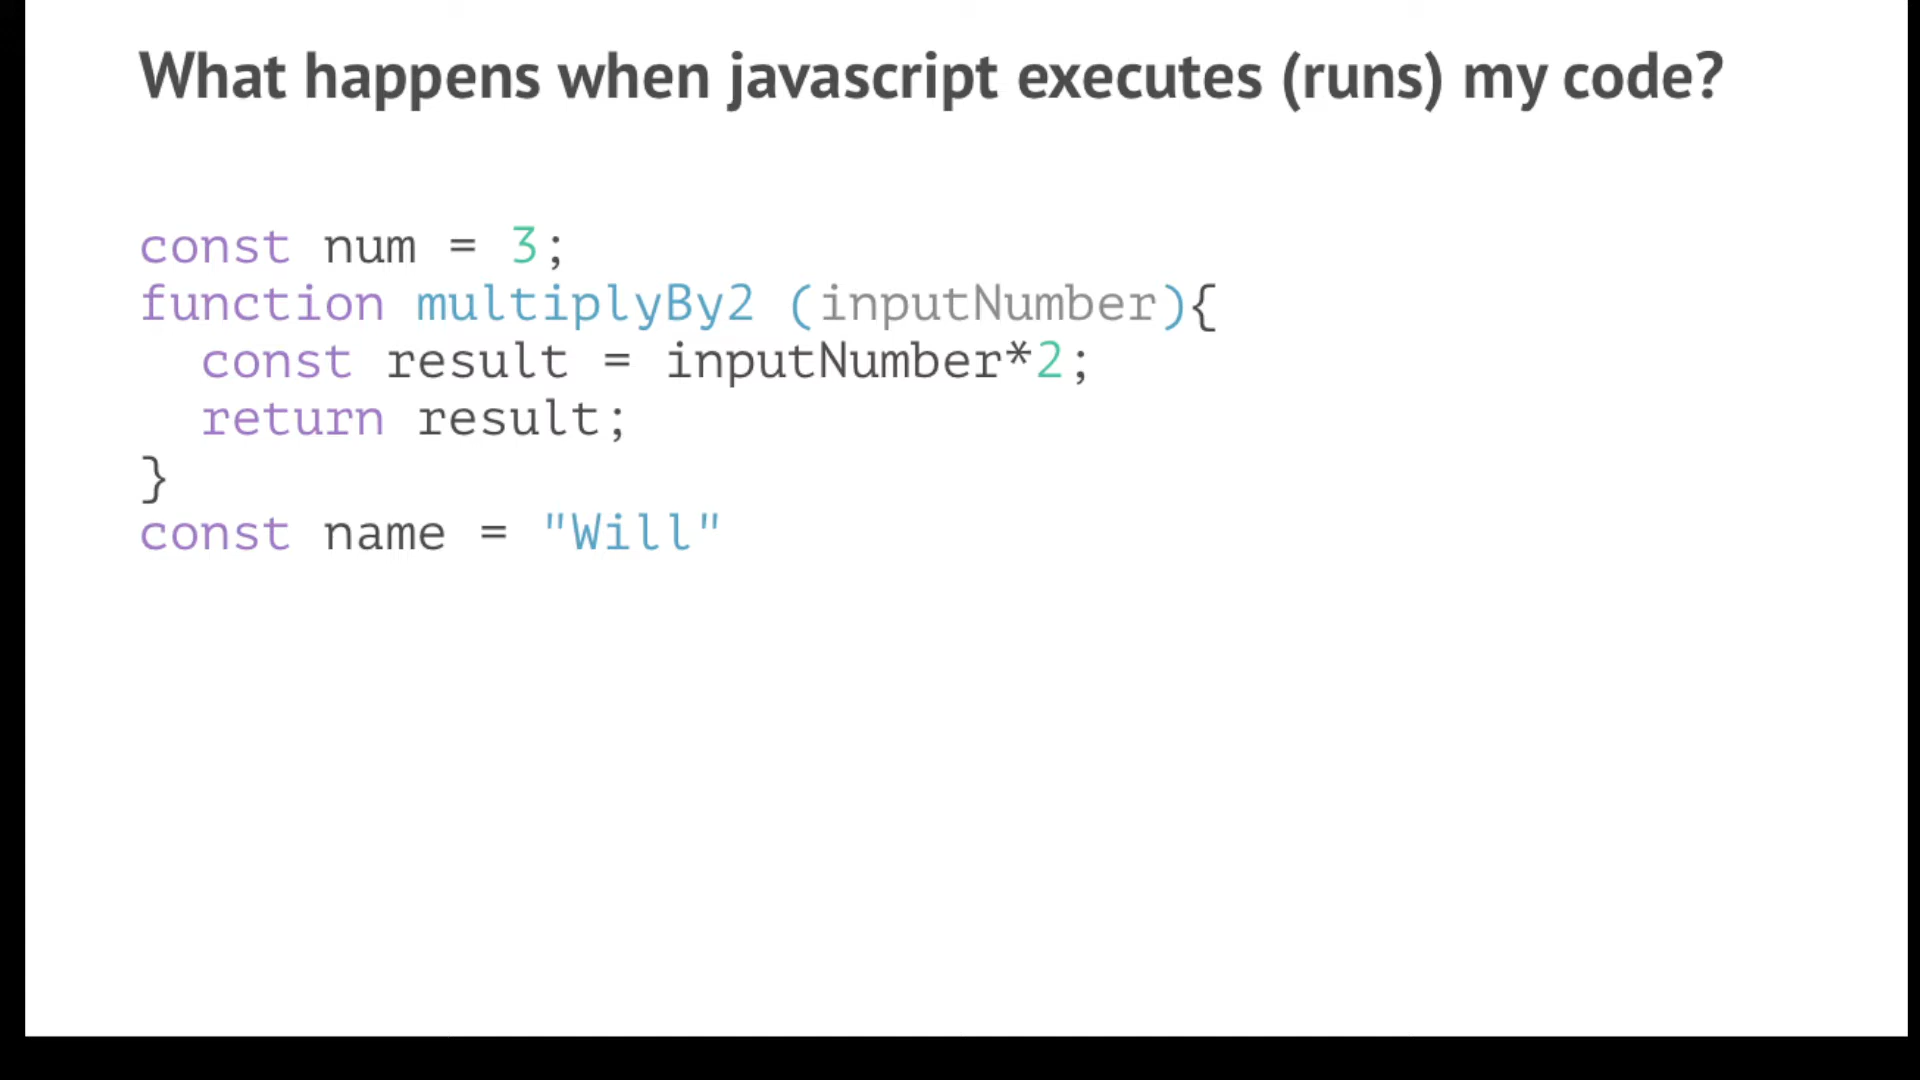 What happens when javascript executes (runs) my code?
const num = 3;
function multiplyBy2 (inputNumber){
  const result = inputNumber*2;
  return result;
}
const name = "Will"